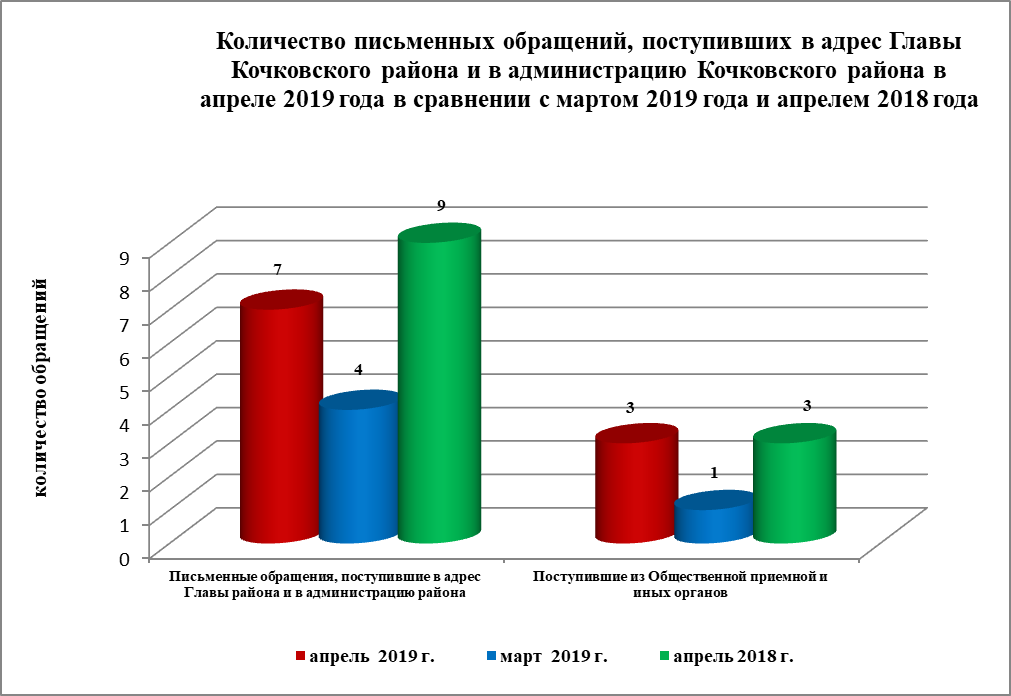 Количество письменных обращений, поступивших в адрес Главы
Кочковского района и в администрацию Кочковского района в
апреле 2019 года в сравнении с мартом 2019 года и апрелем 2018 года
количество обращений
9
8
7
6
5
4
3
2
1
0
7
4
9
3
1
3
Письменные обращения, поступившие в адрес
Главы района и в администрацию района
Поступившие из Общественной приемной и
иных органов
апрель 2019 г.
март 2019 г.
апрель 2018 г.